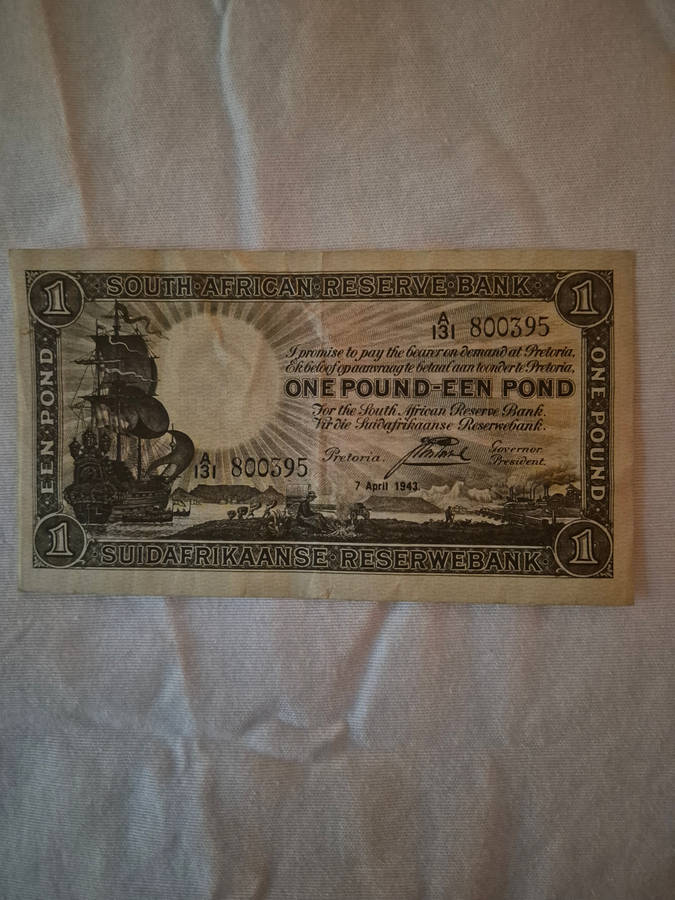 1 SOUTH·AFRICAN·RESERVE·BANK· 1
A
131 800395
I promise to pay the bearer on demand at Pretoria,
Ek beloof op aanvraag te betaal aan toonder te Pretoria,
ONE POUND-EEN POND
For the South African Reserve Bank.
Vir die Suidafrikaanse Reserwebank.
Pretoria.
Governor
President.
7 April 1943
A
131 800395
EEN·POND
ONE·POUND
1 SUIDAFRIKAANSE·RESERWEBANK· 1